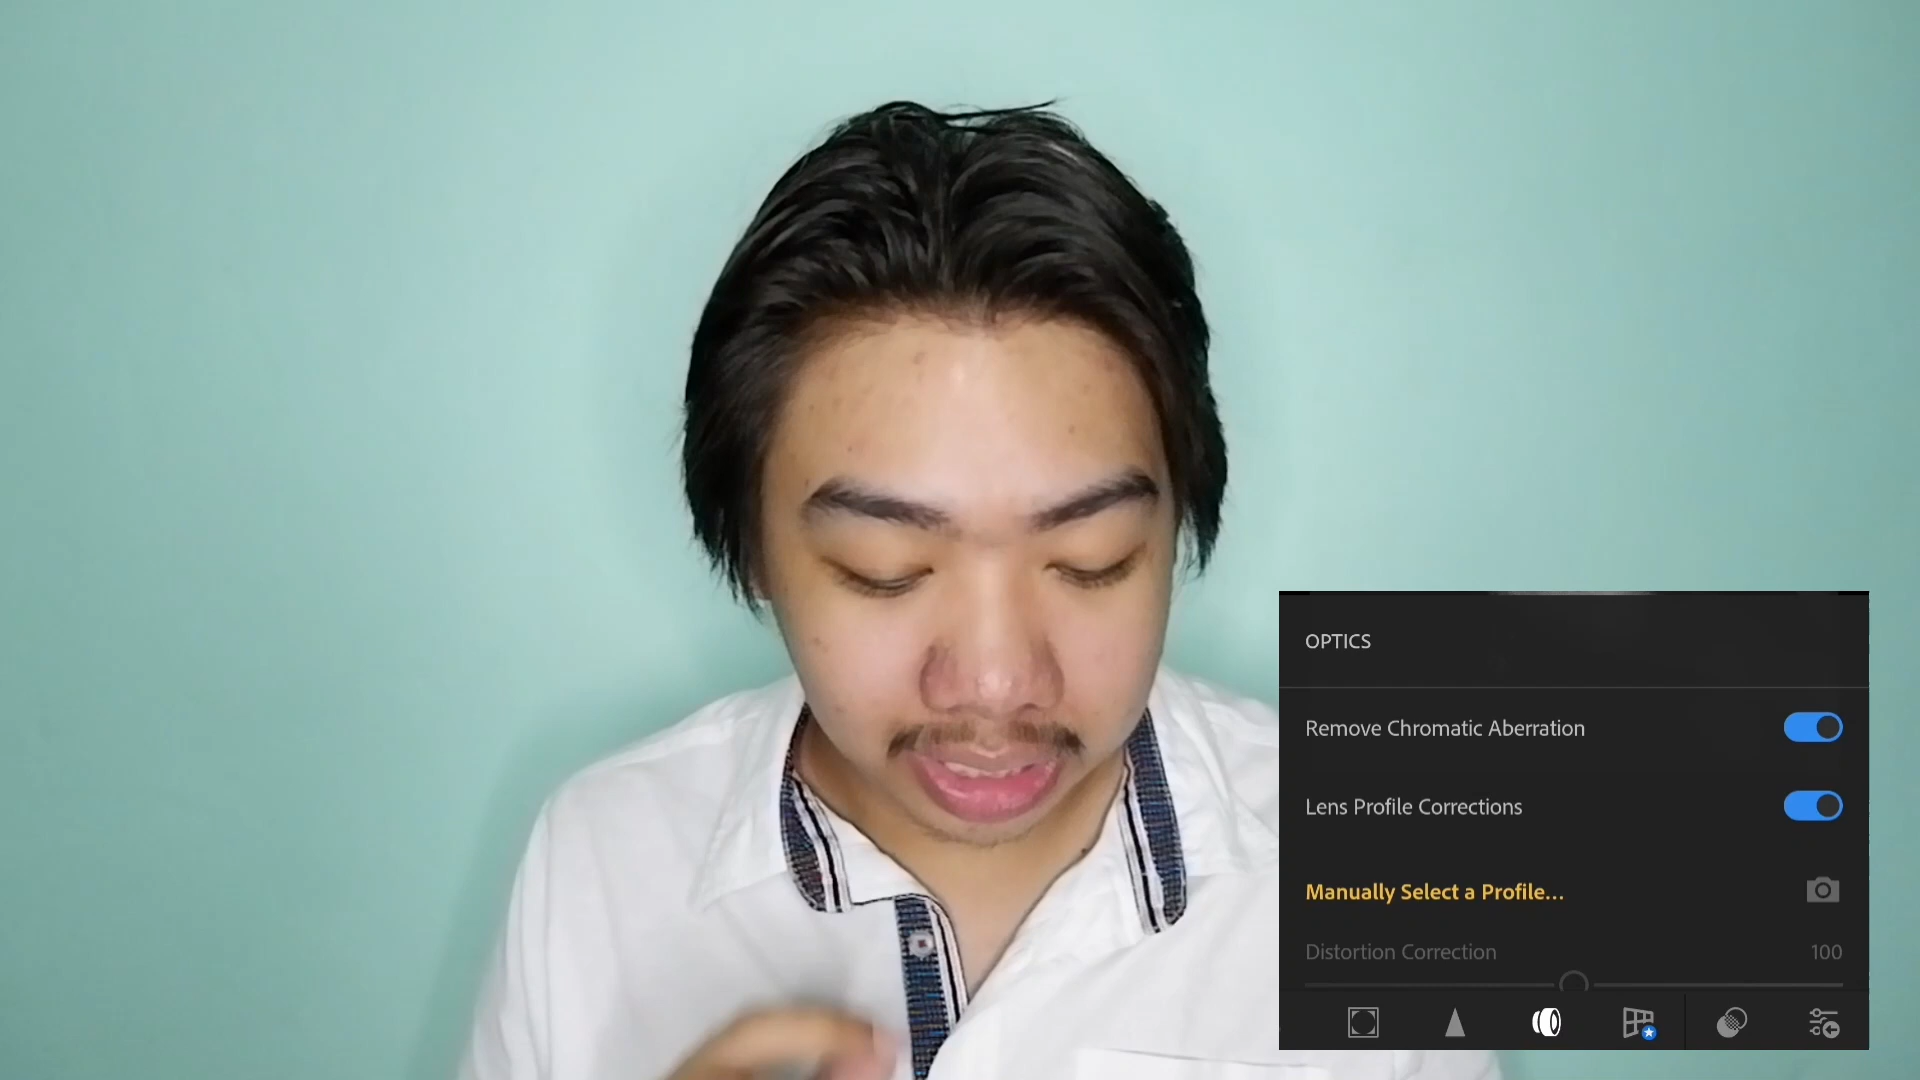 OPTICS
Remove Chromatic Aberration
Lens Profile Corrections
Manually Select a Profile...
Distortion Correction 100